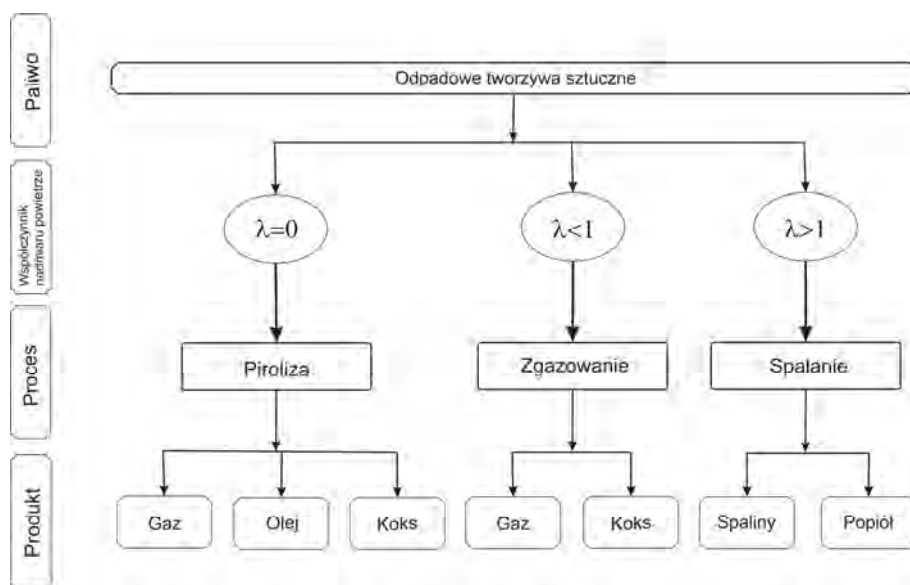 Paliwo
Odpadowe tworzywa sztuczne
Współczynnik
nadmiaru powietrze
λ=0
λ<1
λ>1
Proces
Piroliza
Zgazowanie
Spalanie
Produkt
Gaz
Olej
Koks
Gaz
Koks
Spaliny
Popiół